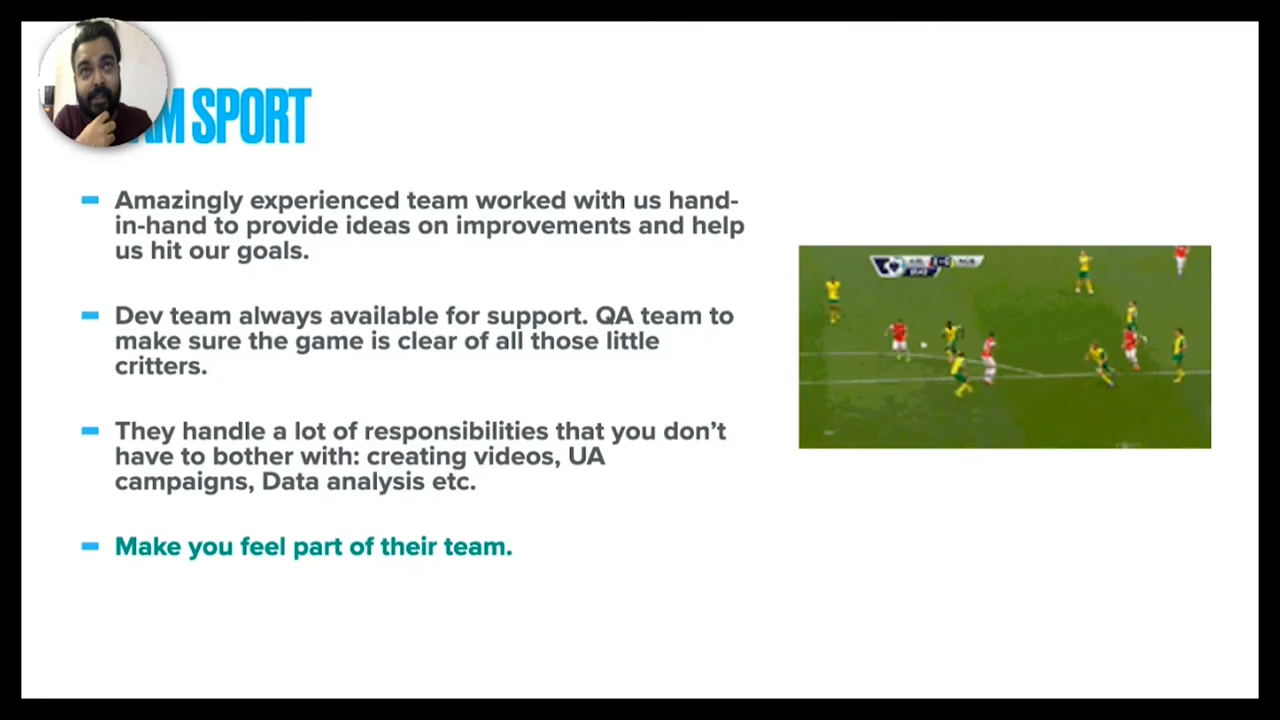 AM SPORT
Amazingly experienced team worked with us hand-
in-hand to provide ideas on improvements and help
us hit our goals.
Dev team always available for support. QA team to
make sure the game is clear of all those little
critters.
They handle a lot of responsibilities that you don't
have to bother with: creating videos, UA
campaigns, Data analysis etc.
Make you feel part of their team.